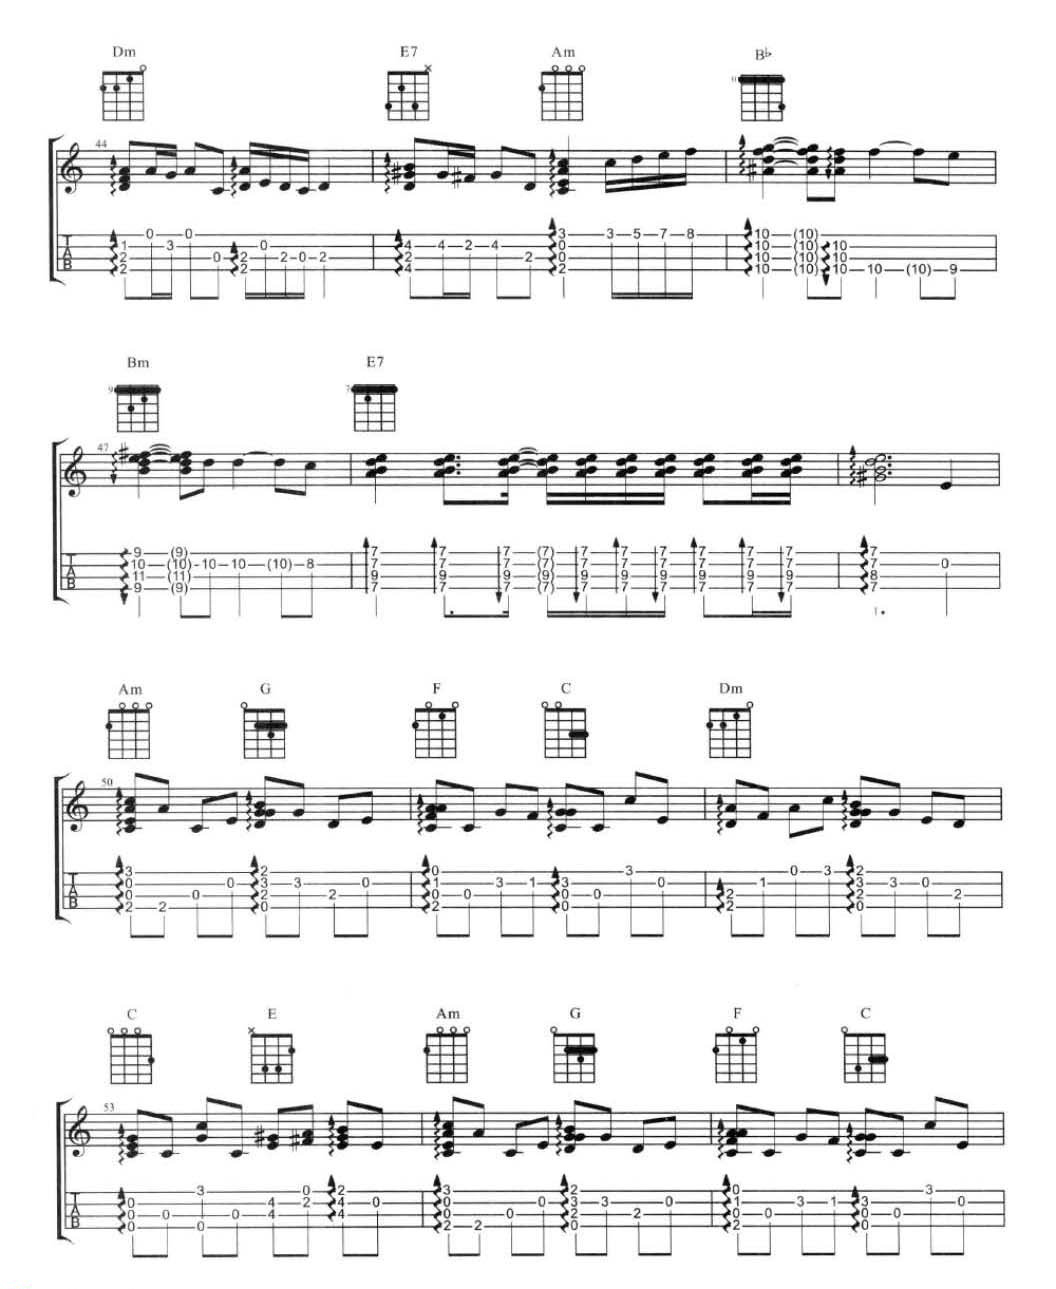 Dm E7 Am B♭
11
44
0 0 3 3 5 7 8 10 (10)
1 3 0 4 4 2 4 0 10 (10) 10
2 0 2 2 0 2 2 2 0 10 (10)
2 2 4 2 10 (10) 10 10 (10) 9
Bm E7
9 7
47
9 (9) 7 7 7 (7) 7 7 7 7 7 7 7
10 (10) 10 10 (10) 8 7 7 7 (7) 7 7 7 7 7 7 7 0
11 (11) 9 9 9 (9) 9 9 9 9 9 9 8
9 (9) 7 7 7 (7) 7 7 7 7 7 7 7
Am G F C Dm
50
3 2 0 3 0 3 2
0 0 3 3 0 1 3 1 3 0 1 3 3 0
0 0 2 2 0 0 0 0 2 2 2
2 2 0 2 0 2 0
C E Am G F C
53
3 0 2 3 2 0 3
0 4 2 4 0 0 0 3 3 0 1 3 1 3 0
0 0 0 4 4 0 0 2 2 0 0 0 0
0 0 2 2 0 2 0